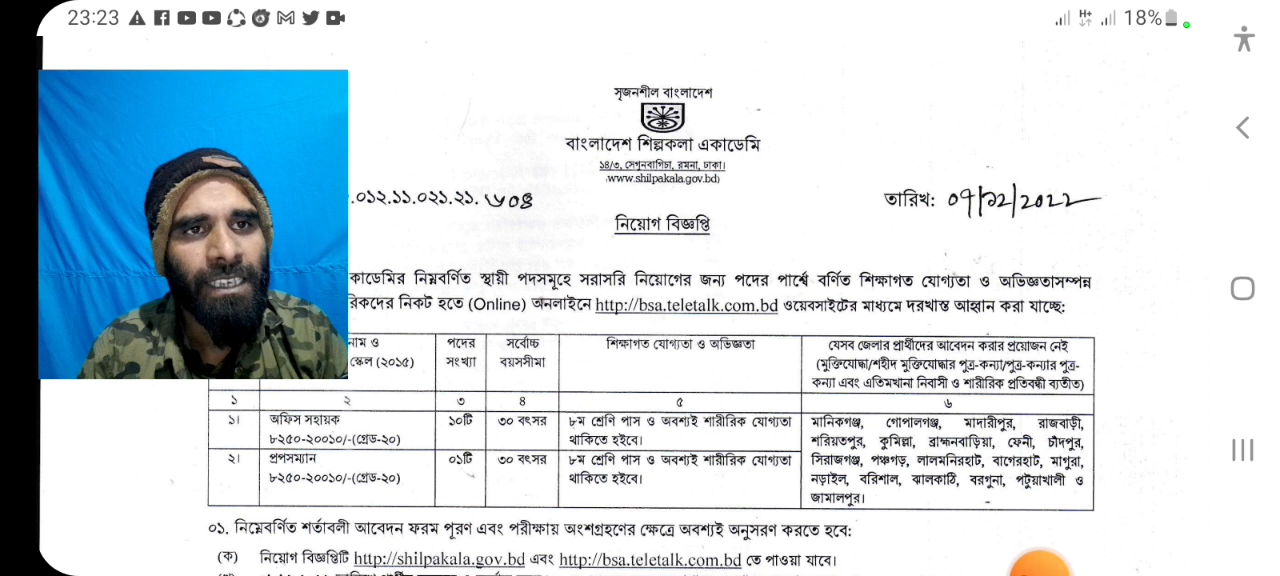 23:23
H+
18%
সৃজনশীল বাংলাদেশ
বাংলাদেশ শিল্পকলা একাডেমি
১৪/৩, সেগুনবাগিচা, রমনা, ঢাকা।
www.shilpakala.gov.bd)
.০১২.১১.০২১.২১. ৬০৪
তারিখ: ০৭/১২/২০২২
নিয়োগ বিজ্ঞপ্তি
কাডেমির নিম্নবর্ণিত স্থায়ী পদসমূহে সরাসরি নিয়োগের জন্য পদের পার্শ্বে বর্ণিত শিক্ষাগত যোগ্যতা ও অভিজ্ঞতাসম্পন্ন
রিকদের নিকট হতে (Online) অনলাইনে http://bsa.teletalk.com.bd ওয়েবসাইটের মাধ্যমে দরখাস্ত আহ্বান করা যাচ্ছে:
নাম ও
স্কেল (২০১৫)
পদের
সংখ্যা
সর্বোচ্চ
বয়সসীমা
শিক্ষাগত যোগ্যতা ও অভিজ্ঞতা
যেসব জেলার প্রার্থীদের আবেদন করার প্রয়োজন নেই
(মুক্তিযোদ্ধা/শহীদ মুক্তিযোদ্ধার পুত্র-কন্যা/পুত্র-কন্যার পুত্র-
কন্যা এবং এতিমখানা নিবাসী ও শারীরিক প্রতিবন্ধী ব্যতীত)
১ ২ ৩ ৪ ৫ ৬
১। অফিস সহায়ক
৮২৫০-২০০১০/-(গ্রেড-২০)
১০টি
৩০ বৎসর
৮ম শ্রেণি পাস ও অবশ্যই শারীরিক যোগ্যতা
থাকিতে হইবে।
২। প্রপসম্যান
৮২৫০-২০০১০/-(গ্রেড-২০)
০১টি
৩০ বৎসর
৮ম শ্রেণি পাস ও অবশ্যই শারীরিক যোগ্যতা
থাকিতে হইবে।
মানিকগঞ্জ, গোপালগঞ্জ, মাদারীপুর, রাজবাড়ী,
শরিয়তপুর, কুমিল্লা, ব্রাহ্মনবাড়িয়া, ফেনী, চাঁদপুর,
সিরাজগঞ্জ, পঞ্চগড়, লালমনিরহাট, বাগেরহাট, মাগুরা,
নড়াইল, বরিশাল, ঝালকাঠি, বরগুনা, পটুয়াখালী ও
জামালপুর।
০১. নিম্নেবর্ণিত শর্তাবলী আবেদন ফরম পূরণ এবং পরীক্ষায় অংশগ্রহণের ক্ষেত্রে অবশ্যই অনুসরণ করতে হবে:
(ক) নিয়োগ বিজ্ঞপ্তিটি http://shilpakala.gov.bd এবং http://bsa.teletalk.com.bd তে পাওয়া যাবে।